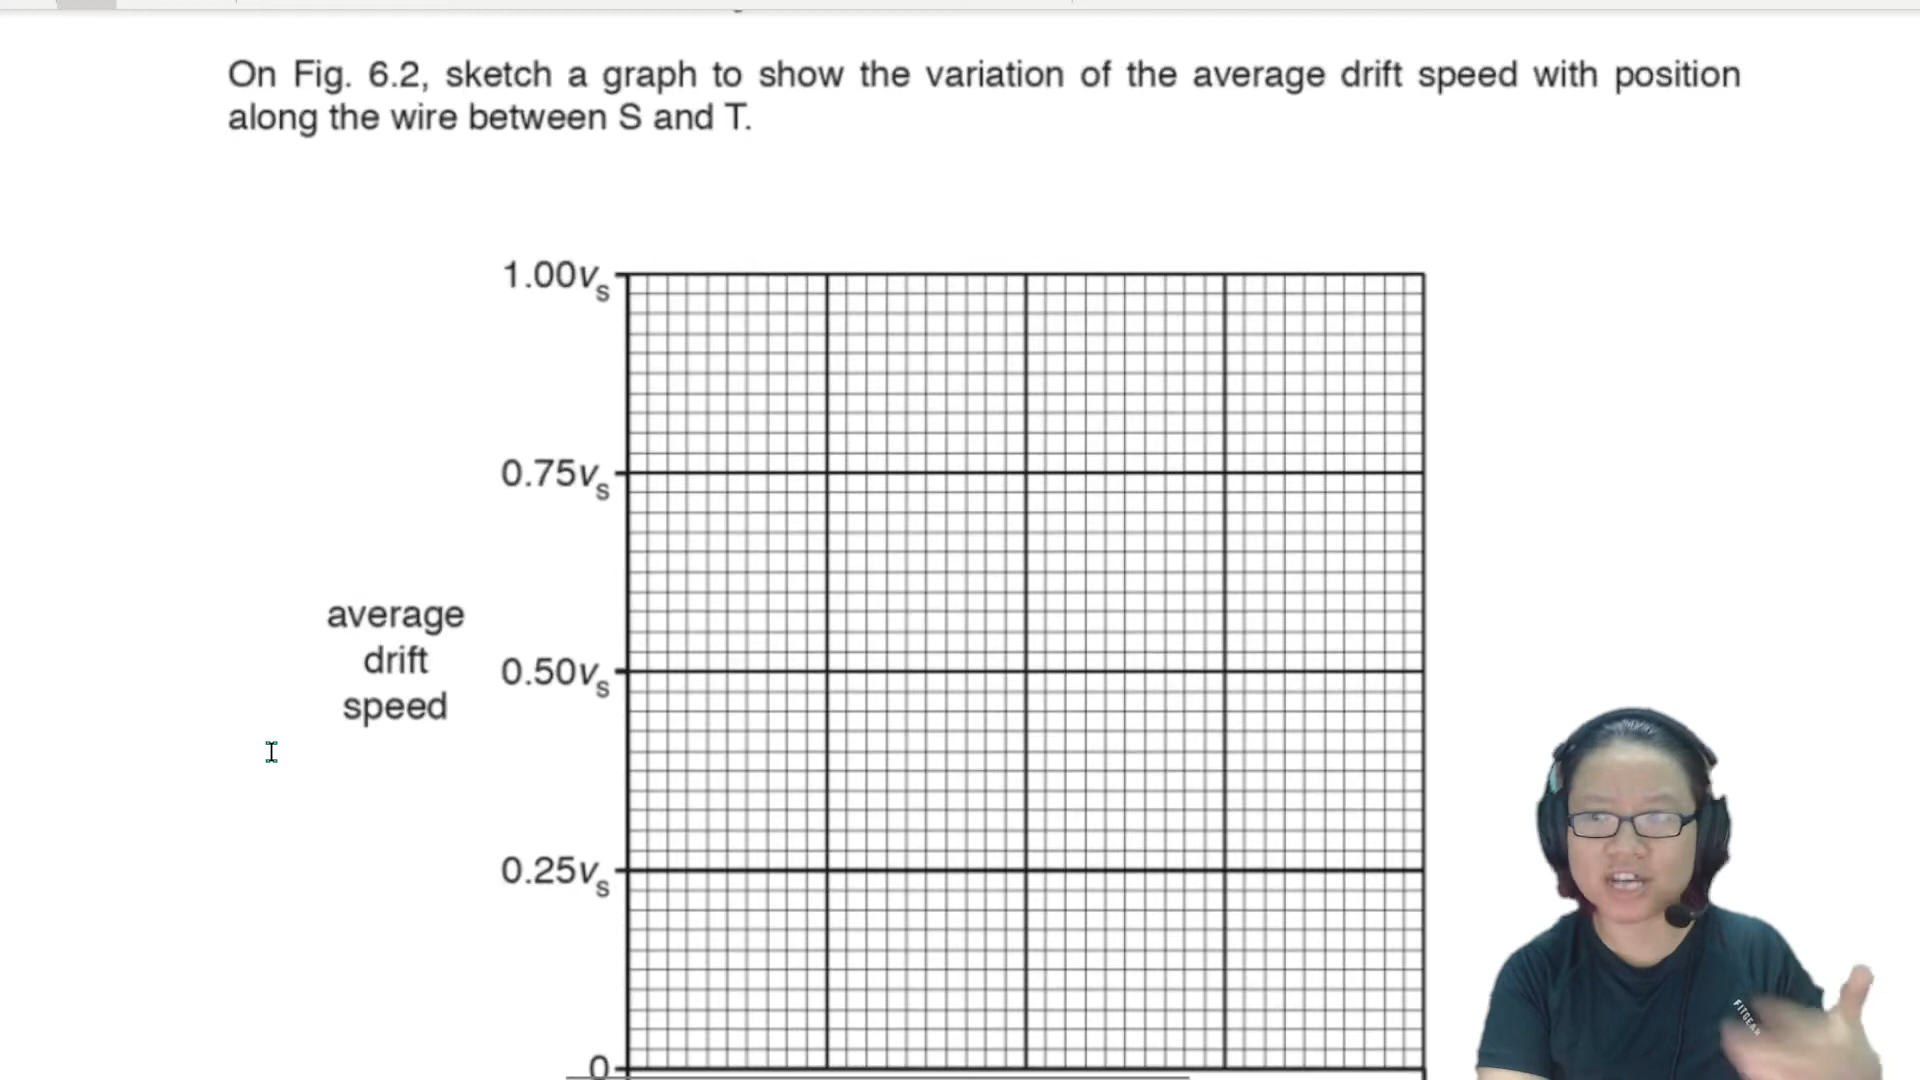 On Fig. 6.2, sketch a graph to show the variation of the average drift speed with position
along the wire between S and T.
1.00vS
0.75vS
average
drift
speed
0.50vS
0.25vS
0
FITGEAR